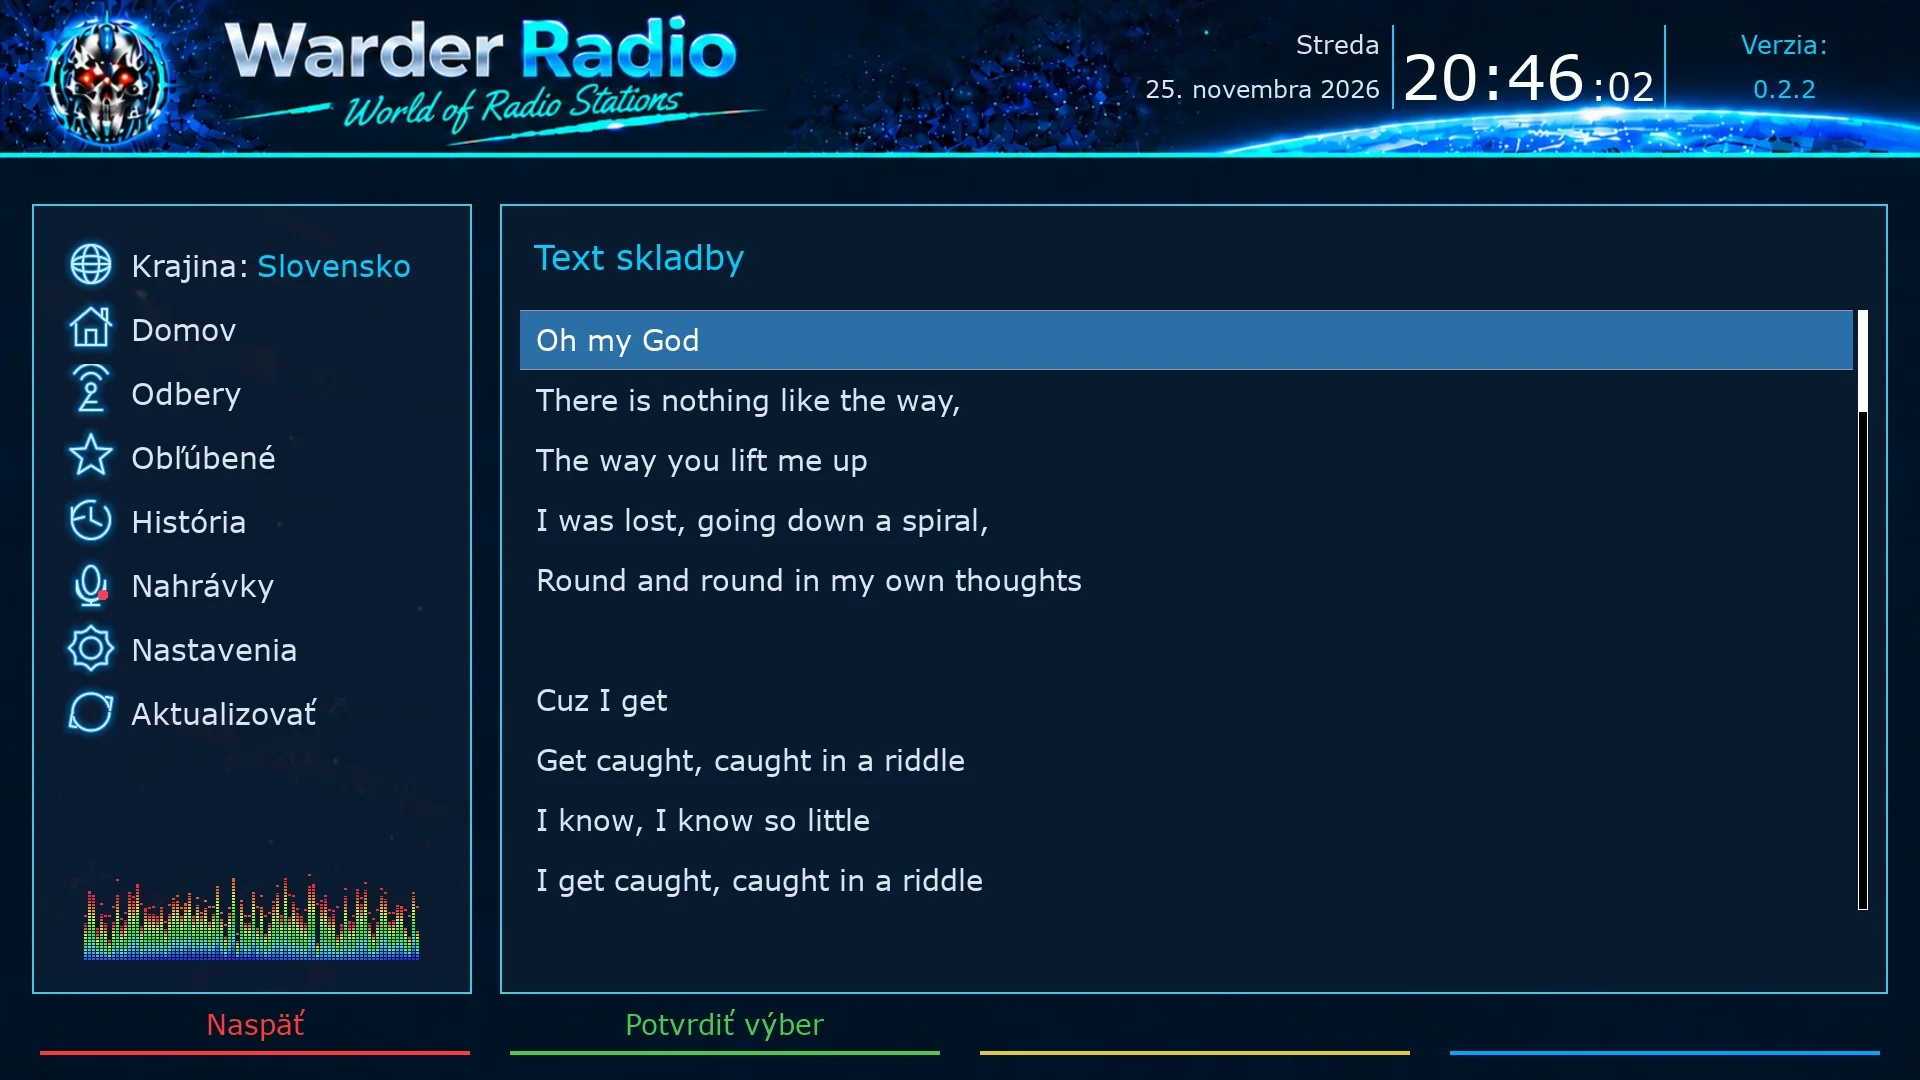 Warder Radio
World of Radio Stations
Streda
25. novembra 2026
20:46:02
Verzia:
0.2.2
Krajina: Slovensko
Domov
Odbery
Obľúbené
História
Nahrávky
Nastavenia
Aktualizovať
Text skladby
Oh my God
There is nothing like the way,
The way you lift me up
I was lost, going down a spiral,
Round and round in my own thoughts
Cuz I get
Get caught, caught in a riddle
I know, I know so little
I get caught, caught in a riddle
Naspäť
Potvrdiť výber